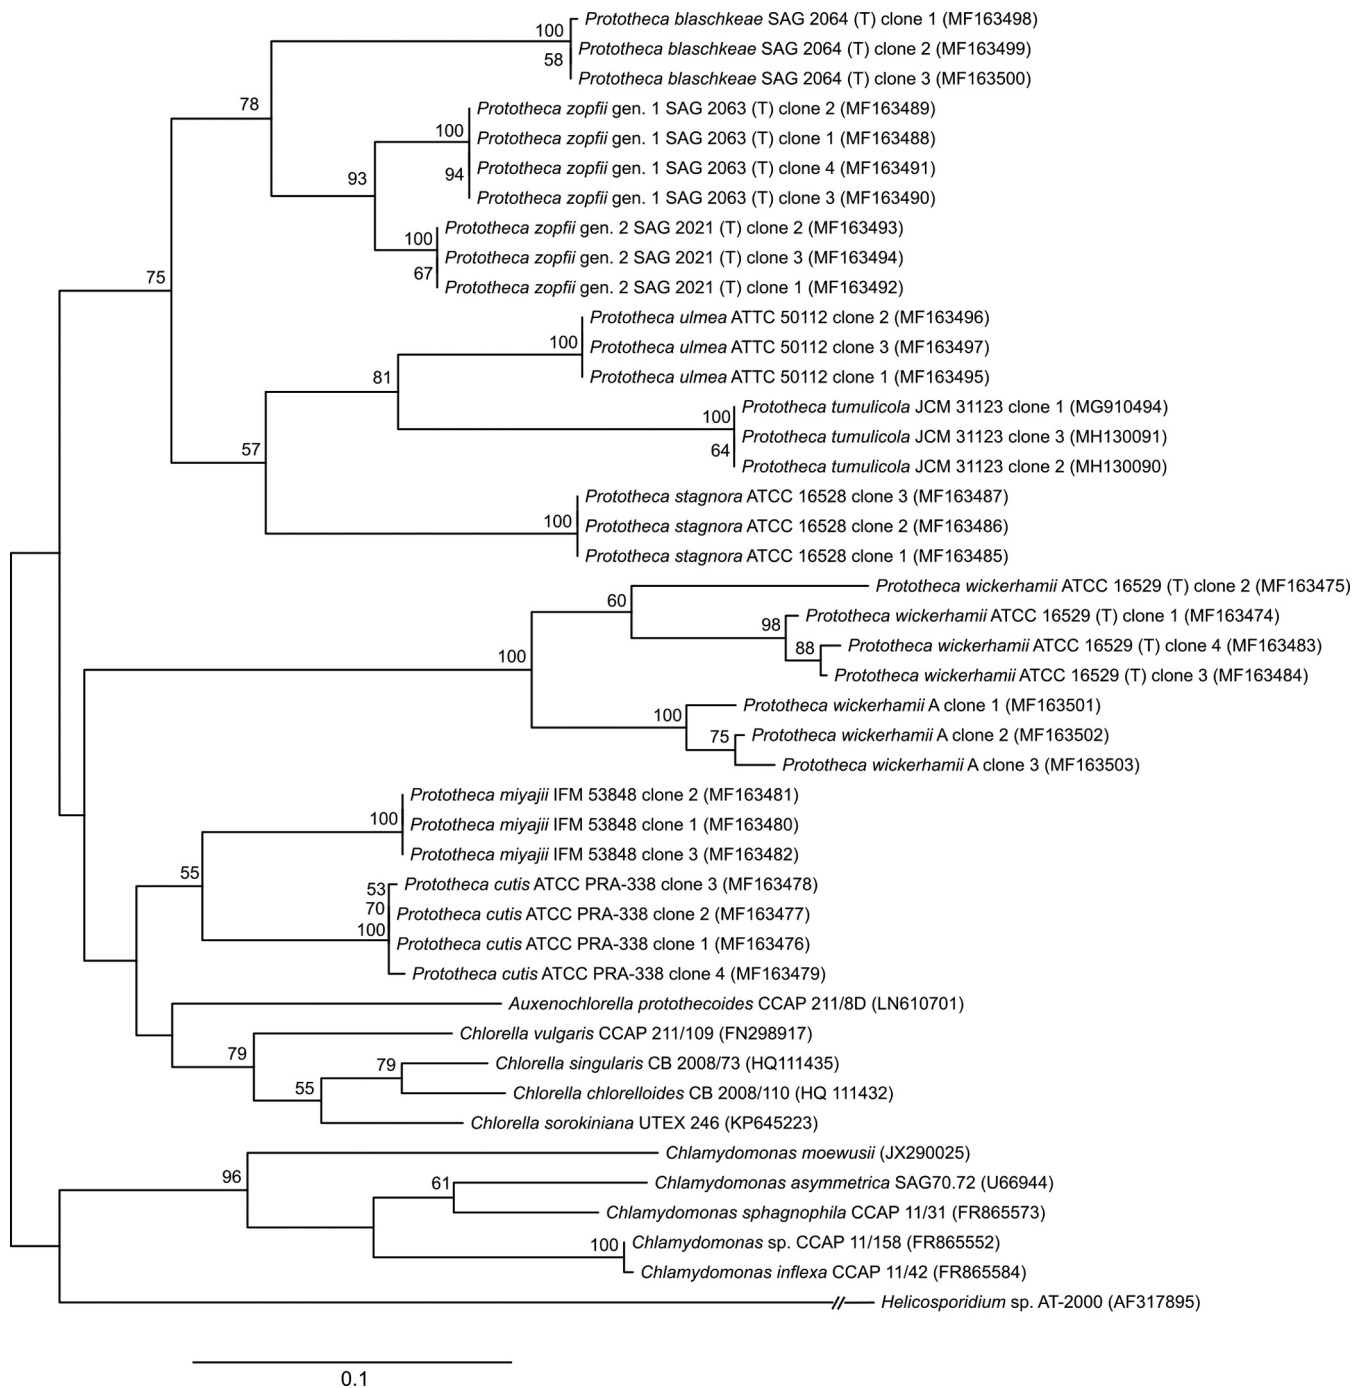 Prototheca blaschkeae SAG 2064 (T) clone 1 (MF163498)
100
Prototheca blaschkeae SAG 2064 (T) clone 2 (MF163499)
58
Prototheca blaschkeae SAG 2064 (T) clone 3 (MF163500)
78
Prototheca zopfii gen. 1 SAG 2063 (T) clone 2 (MF163489)
100
Prototheca zopfii gen. 1 SAG 2063 (T) clone 1 (MF163488)
94
Prototheca zopfii gen. 1 SAG 2063 (T) clone 4 (MF163491)
93
Prototheca zopfii gen. 1 SAG 2063 (T) clone 3 (MF163490)
Prototheca zopfii gen. 2 SAG 2021 (T) clone 2 (MF163493)
100
Prototheca zopfii gen. 2 SAG 2021 (T) clone 3 (MF163494)
67
75
Prototheca zopfii gen. 2 SAG 2021 (T) clone 1 (MF163492)
Prototheca ulmea ATTC 50112 clone 2 (MF163496)
100
Prototheca ulmea ATTC 50112 clone 3 (MF163497)
81
Prototheca ulmea ATTC 50112 clone 1 (MF163495)
Prototheca tumulicola JCM 31123 clone 1 (MG910494)
100
Prototheca tumulicola JCM 31123 clone 3 (MH130091)
57
64
Prototheca tumulicola JCM 31123 clone 2 (MH130090)
Prototheca stagnora ATCC 16528 clone 3 (MF163487)
100
Prototheca stagnora ATCC 16528 clone 2 (MF163486)
Prototheca stagnora ATCC 16528 clone 1 (MF163485)
Prototheca wickerhamii ATCC 16529 (T) clone 2 (MF163475)
60
Prototheca wickerhamii ATCC 16529 (T) clone 1 (MF163474)
98
Prototheca wickerhamii ATCC 16529 (T) clone 4 (MF163483)
88
100
Prototheca wickerhamii ATCC 16529 (T) clone 3 (MF163484)
Prototheca wickerhamii A clone 1 (MF163501)
100
Prototheca wickerhamii A clone 2 (MF163502)
75
Prototheca wickerhamii A clone 3 (MF163503)
Prototheca miyajii IFM 53848 clone 2 (MF163481)
100
Prototheca miyajii IFM 53848 clone 1 (MF163480)
Prototheca miyajii IFM 53848 clone 3 (MF163482)
55
Prototheca cutis ATCC PRA-338 clone 3 (MF163478)
53
70
Prototheca cutis ATCC PRA-338 clone 2 (MF163477)
100
Prototheca cutis ATCC PRA-338 clone 1 (MF163476)
Prototheca cutis ATCC PRA-338 clone 4 (MF163479)
Auxenochlorella protothecoides CCAP 211/8D (LN610701)
Chlorella vulgaris CCAP 211/109 (FN298917)
79
Chlorella singularis CB 2008/73 (HQ111435)
79
55
Chlorella chlorelloides CB 2008/110 (HQ 111432)
Chlorella sorokiniana UTEX 246 (KP645223)
Chlamydomonas moewusii (JX290025)
96
Chlamydomonas asymmetrica SAG70.72 (U66944)
61
Chlamydomonas sphagnophila CCAP 11/31 (FR865573)
Chlamydomonas sp. CCAP 11/158 (FR865552)
100
Chlamydomonas inflexa CCAP 11/42 (FR865584)
Helicosporidium sp. AT-2000 (AF317895)
0.1